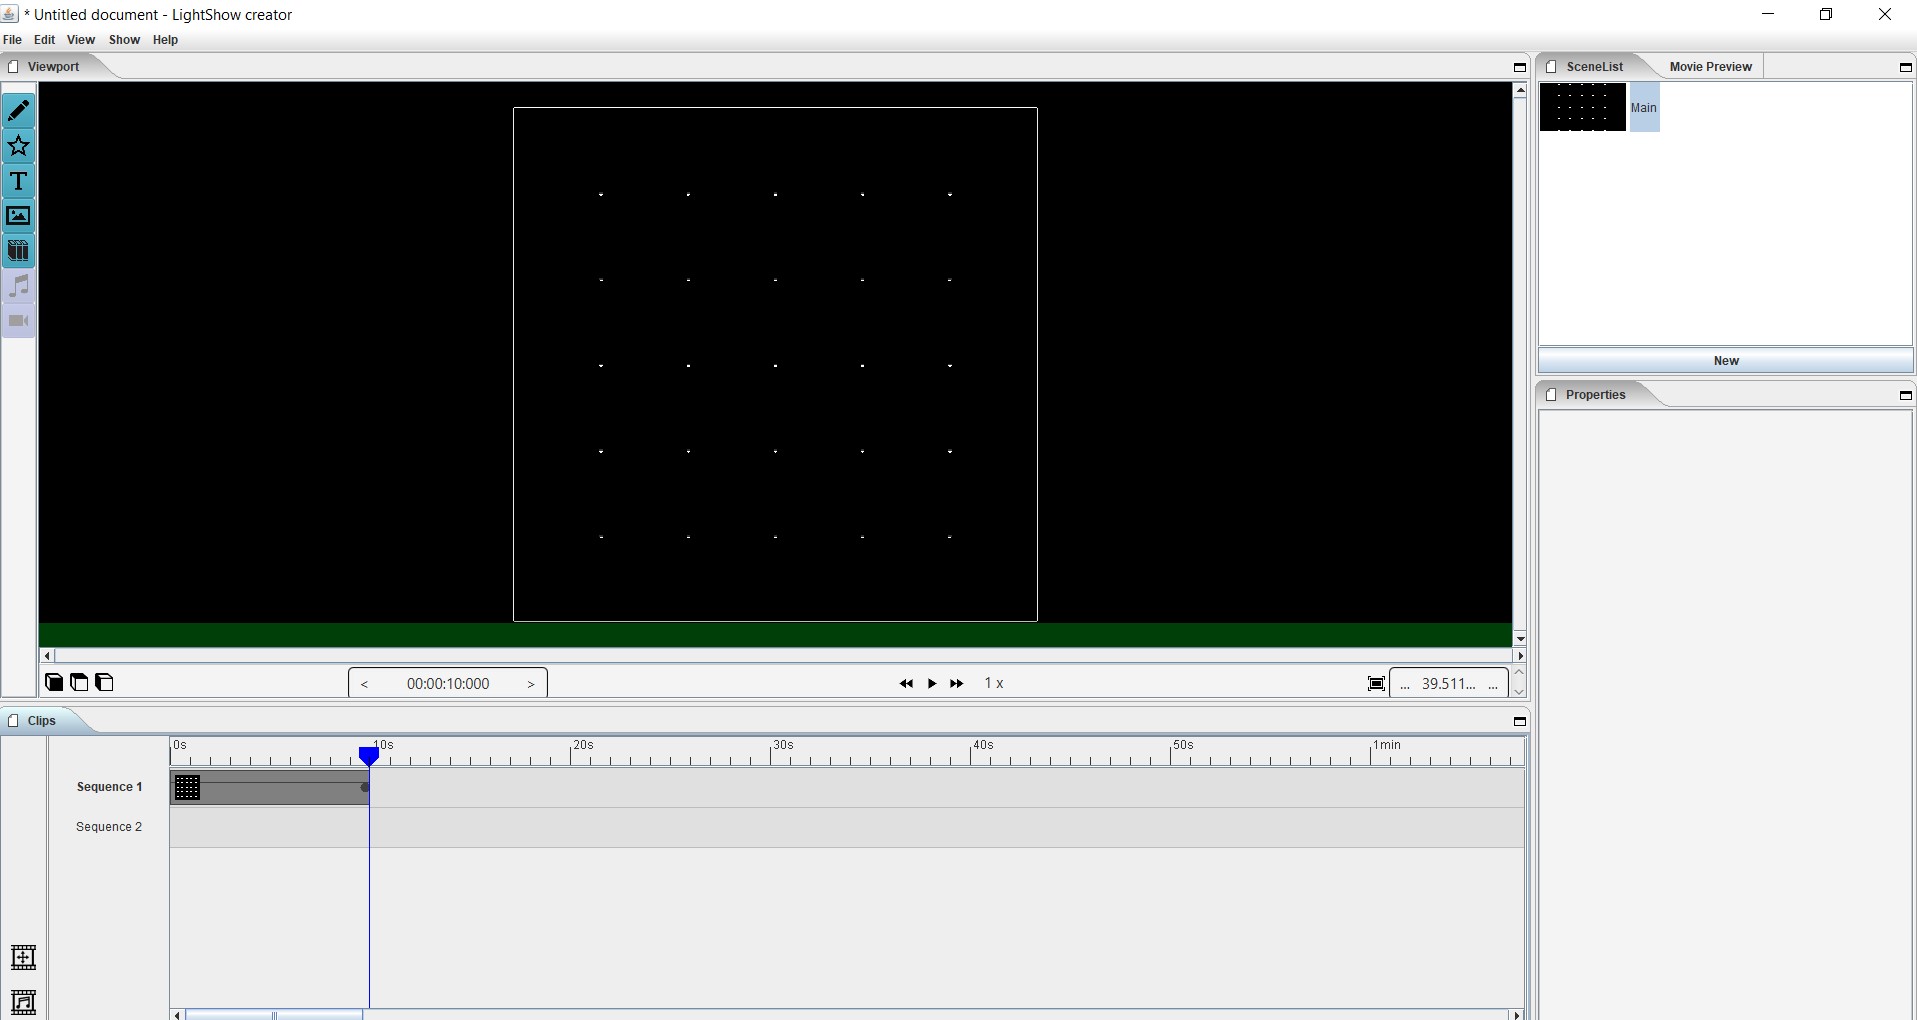 * Untitled document - LightShow creator
File Edit View Show Help
Viewport
SceneList Movie Preview
T
Main
New
Properties
< 00:00:10:000 >
1 x
... 39.511... ...
Clips
0s 10s 20s 30s 40s 50s 1min
Sequence 1
Sequence 2